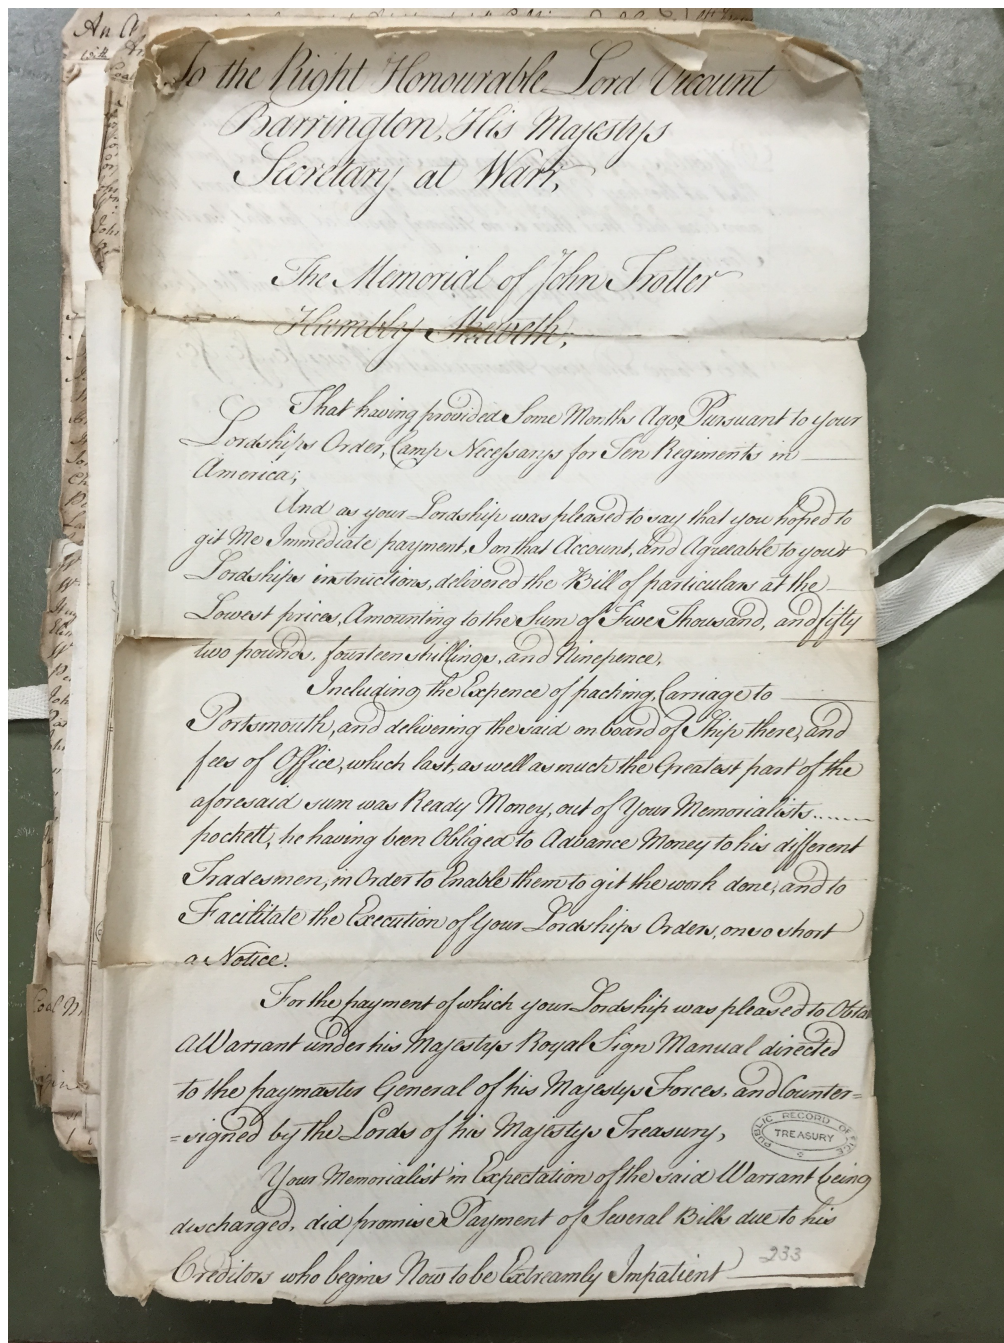 To the Right Honourable Lord Viccount
Barrington, His Majestys
Secretary at Warr,
The Memorial of John Trotter
Humbly Sheweth,
That having provided Some Months Ago, Pursuant to your
Lordships Order, Camp Necessarys for Ten Regiments in
America;
And as your Lordship was pleased to say that you hoped to
git Me Immediate payment, I on that Account, and Agreeable to your
Lordships instructions, delivered the Bill of particulars at the
Lowest prices, Amounting to the Sum of Five Thousand, and fifty
two pounds, fourteen shillings, and Ninepence,
Including the Expence of packing, Carriage to
Portsmouth, and delivering the said on board of Ship there, and
fees of Office, which last, as well as much the Greatest part of the
aforesaid sum was Ready Money, out of Your Memorialists......
pockett, he having been Obliged to Advance Money to his different
Tradesmen, in Order to Enable them to git the work done, and to
Facilitate the Execution of Your Lordships Orders, on so short
a Notice.
For the payment of which your Lordship was pleased to Obtai
A Warrant under his Majestys Royal Sign Manual directed
to the paymaster General of his Majestys Forces, and Counter=
=signed by the Lords of his Majestys Treasury,
Your Memorialist in Expectation of the said Warrant being
discharged, did promise Payment of Several Bills due to his
Creditors who begins Now to be Extreamly Impatient
PUBLIC RECORD OFFICE
TREASURY
233